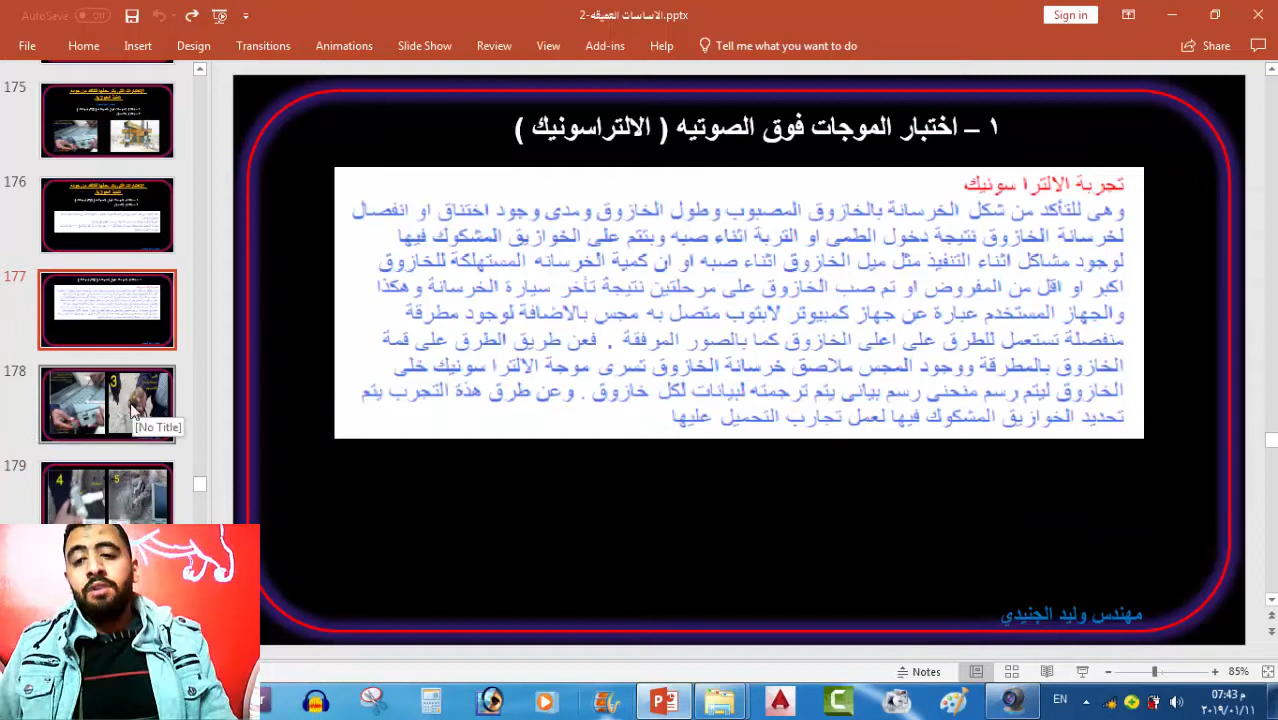 AutoSave Off
2-الاساسات العميقه.pptx
Sign in
File Home Insert Design Transitions Animations Slide Show Review View Add-ins Help Tell me what you want to do Share
175
176
177
178
179
3
[No Title]
4
5
١ – اختبار الموجات فوق الصوتيه ( الالتراسونيك )
تجربة الالترا سونيك
وهى للتأكد من شكل الخرسانة بالخازوق المصبوب وطول الخازوق ومدى وجود اختناق او انفصال
لخرسانة الخازوق نتيجة دخول الطمى او التربة اثناء صبه ويتتم على الخوازيق المشكوك فيها
لوجود مشاكل اثناء التنفيذ مثل ميل الخازوق اثناء صبه او ان كمية الخرسانه المستهلكة للخازوق
اكبر او اقل من المفروض او تم صب الخازوق على مرحلتين نتيجة تأخر سيارة الخرسانة وهكذا
والجهاز المستخدم عبارة عن جهاز كمبيوتر لابتوب متصل به مجس بالاضافة لوجود مطرقة
منفصلة تستعمل للطرق على اعلى الخازوق كما بالصور المرفقة , فعن طريق الطرق على قمة
الخازوق بالمطرقة ووجود المجس ملاصق خرسانة الخازوق تسرى موجة الالترا سونيك خلى
الخازوق ليتم رسم منحنى رسم بيانى يتم ترجمته لبيانات لكل خازوق . وعن طرق هذة التجرب يتم
تحديد الخوازيق المشكوك فيها لعمل تجارب التحميل عليها
مهندس وليد الجنيدي
Notes
85%
EN
07:43 م
٢٠١٩/٠١/١١